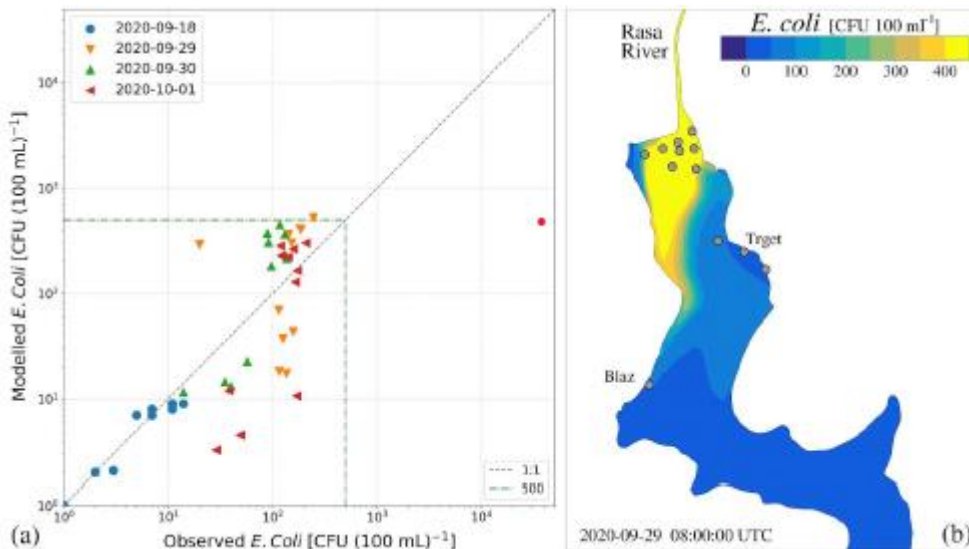 2020-09-18
2020-09-29
2020-09-30
2020-10-01
10⁴
10³
10²
10¹
10⁰
Modelled E. Coli [CFU (100 mL)⁻¹]
1:1
500
10⁰ 10¹ 10² 10³ 10⁴
Observed E. Coli [CFU (100 mL)⁻¹]
(a)
Rasa
River
E. coli [CFU 100 ml⁻¹]
0 100 200 300 400
Trget
Blaz
2020-09-29 08:00:00 UTC
(b)